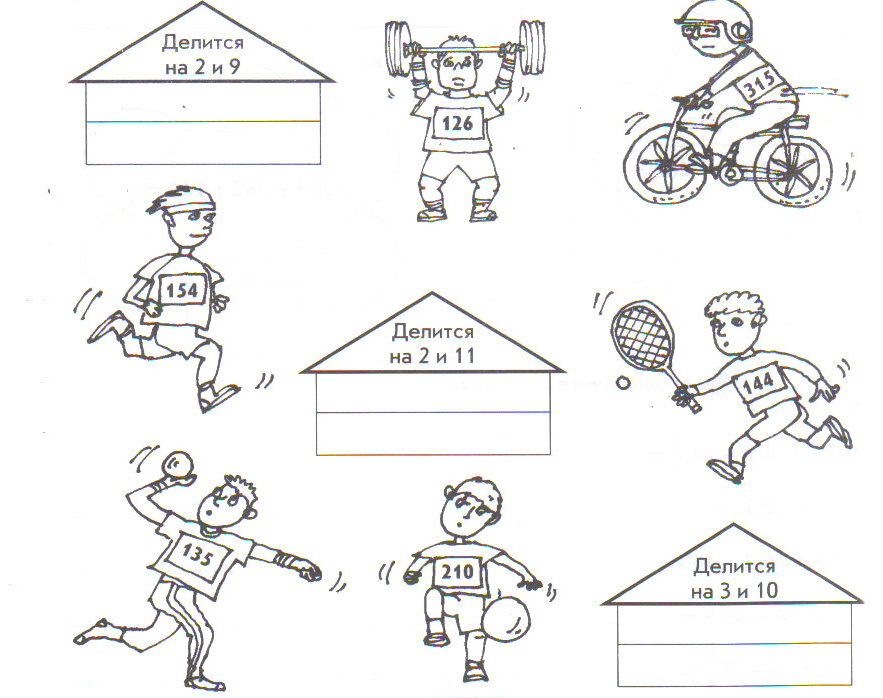 Делится
на 2 и 9
126
315
154
Делится
на 2 и 11
144
135
210
Делится
на 3 и 10